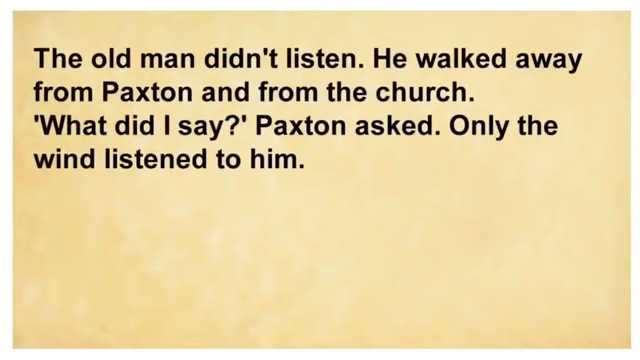 The old man didn't listen. He walked away
from Paxton and from the church.
'What did I say?' Paxton asked. Only the
wind listened to him.